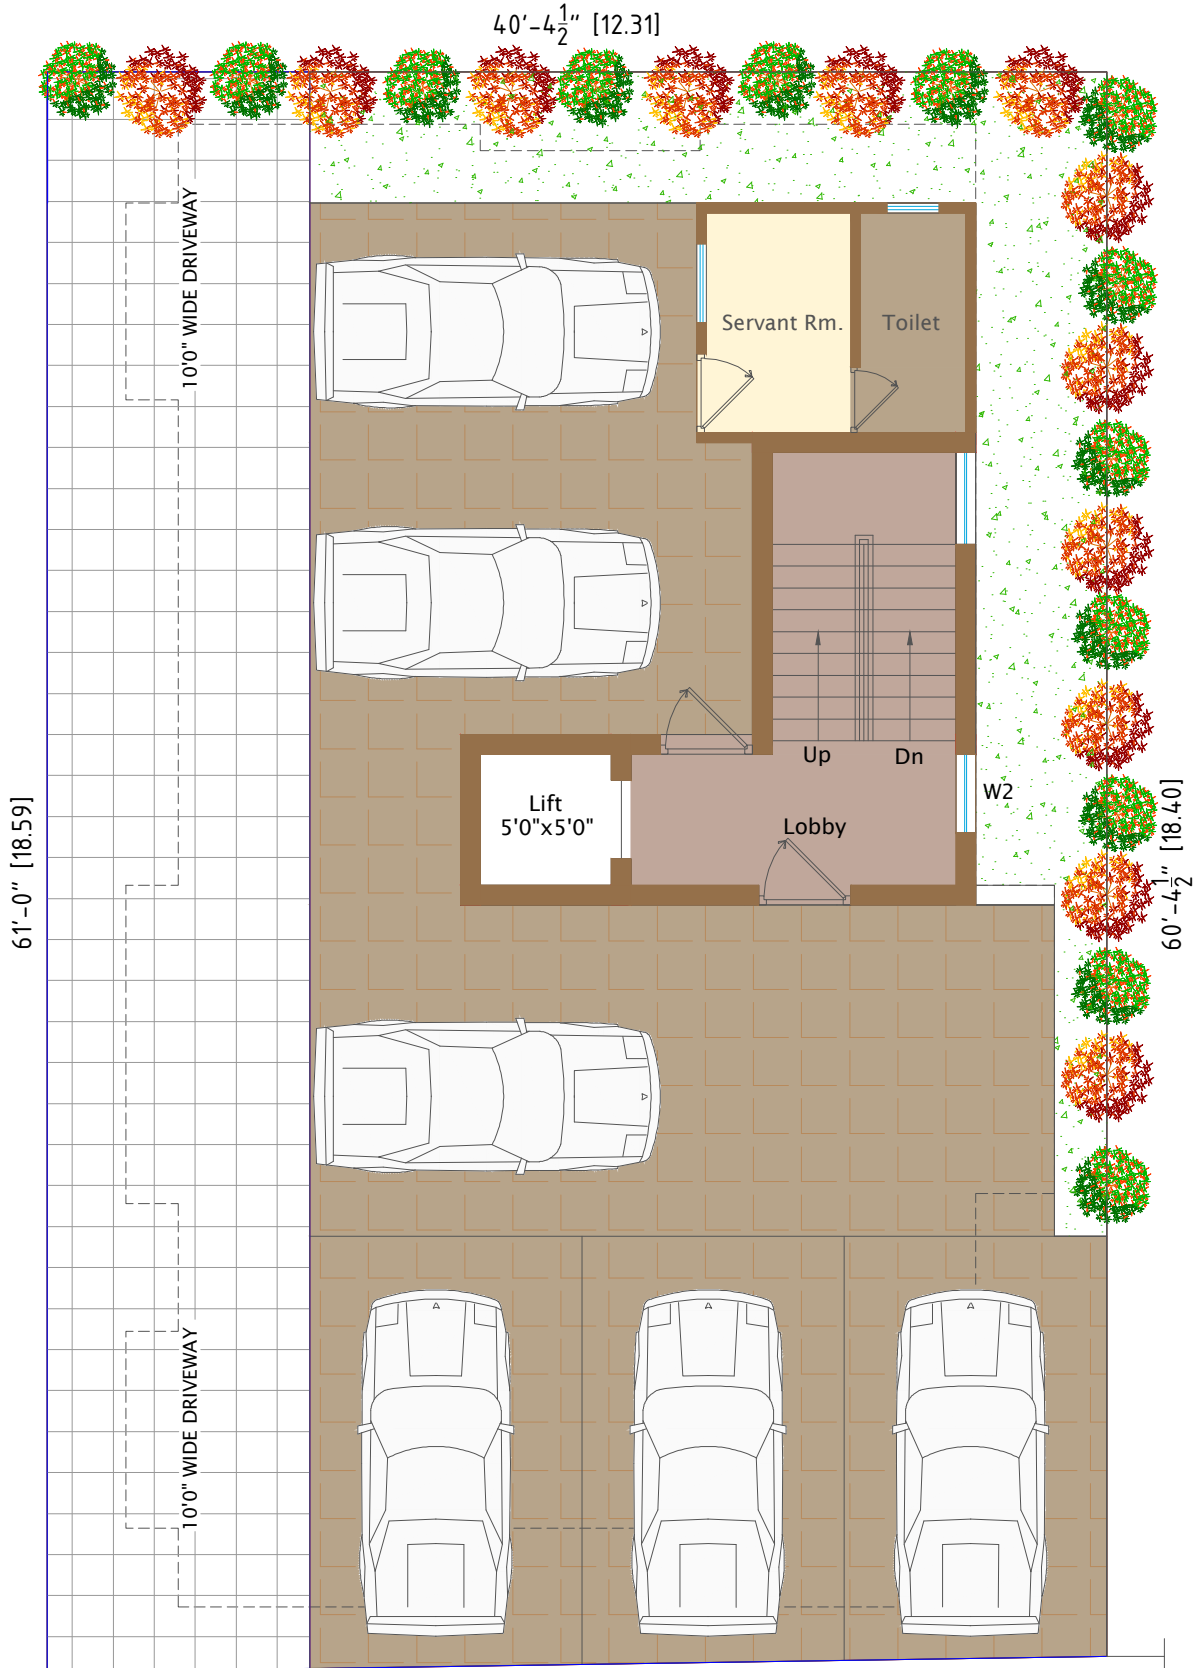 40'-4½" [12.31]
10'0" WIDE DRIVEWAY
Servant Rm.
Toilet
Up
Dn
W2
Lift
5'0"x5'0"
Lobby
61'-0" [18.59]
60'-4½" [18.40]
10'0" WIDE DRIVEWAY